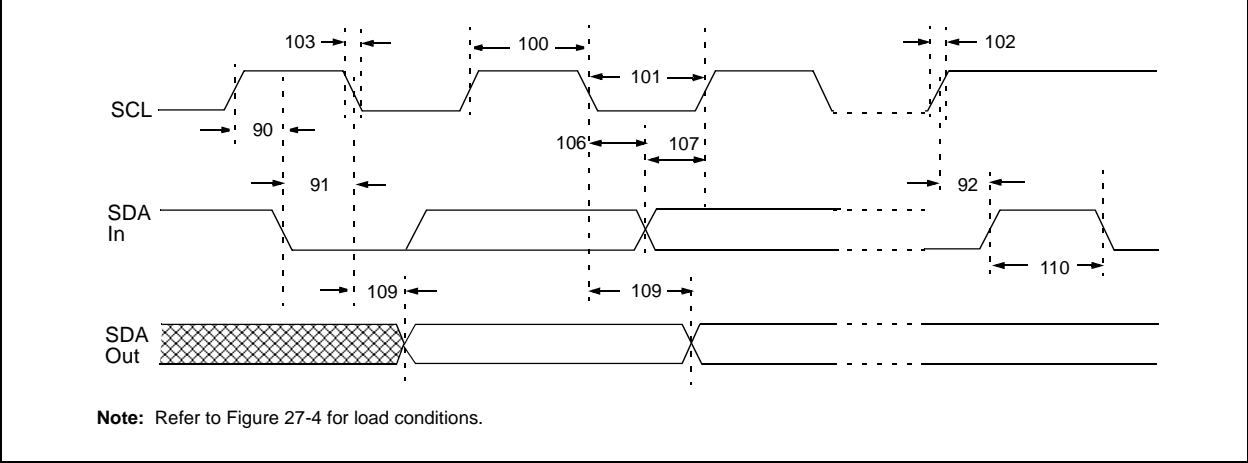 103
100
102
101
SCL
90
106
107
91
92
SDA
In
109
109
110
SDA
Out
Note: Refer to Figure 27-4 for load conditions.